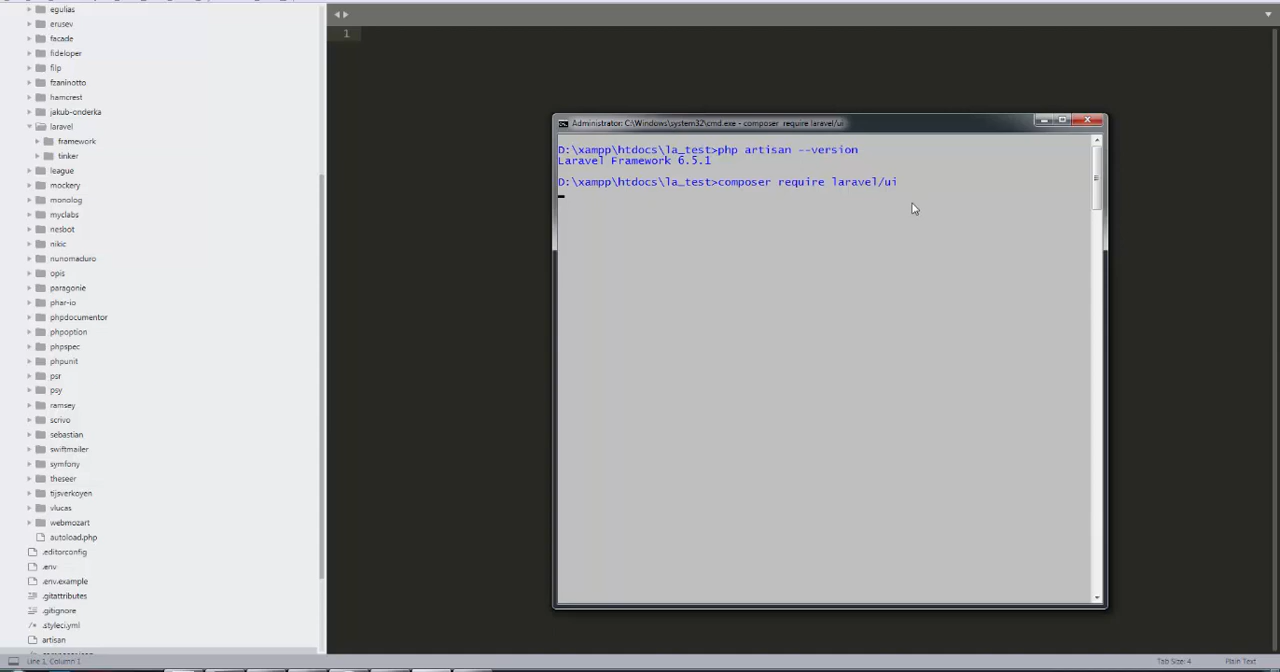 egulias
erusev
facade
fideloper
filp
fzaninotto
hamcrest
jakub-onderka
laravel
framework
tinker
league
mockery
monolog
myclabs
nesbot
nikic
nunomaduro
opis
paragonie
phar-io
phpdocumentor
phpoption
phpspec
phpunit
psr
psy
ramsey
scrivo
sebastian
swiftmailer
symfony
theseer
tijsverkoyen
vlucas
webmozart
autoload.php
.editorconfig
.env
.env.example
.gitattributes
.gitignore
.styleci.yml
artisan
Line 1, Column 1
1
Administrator: C:\Windows\system32\cmd.exe - composer require laravel/ui
D:\xampp\htdocs\la_test>php artisan --version
Laravel Framework 6.5.1
D:\xampp\htdocs\la_test>composer require laravel/ui
Tab Size: 4
Plain Text